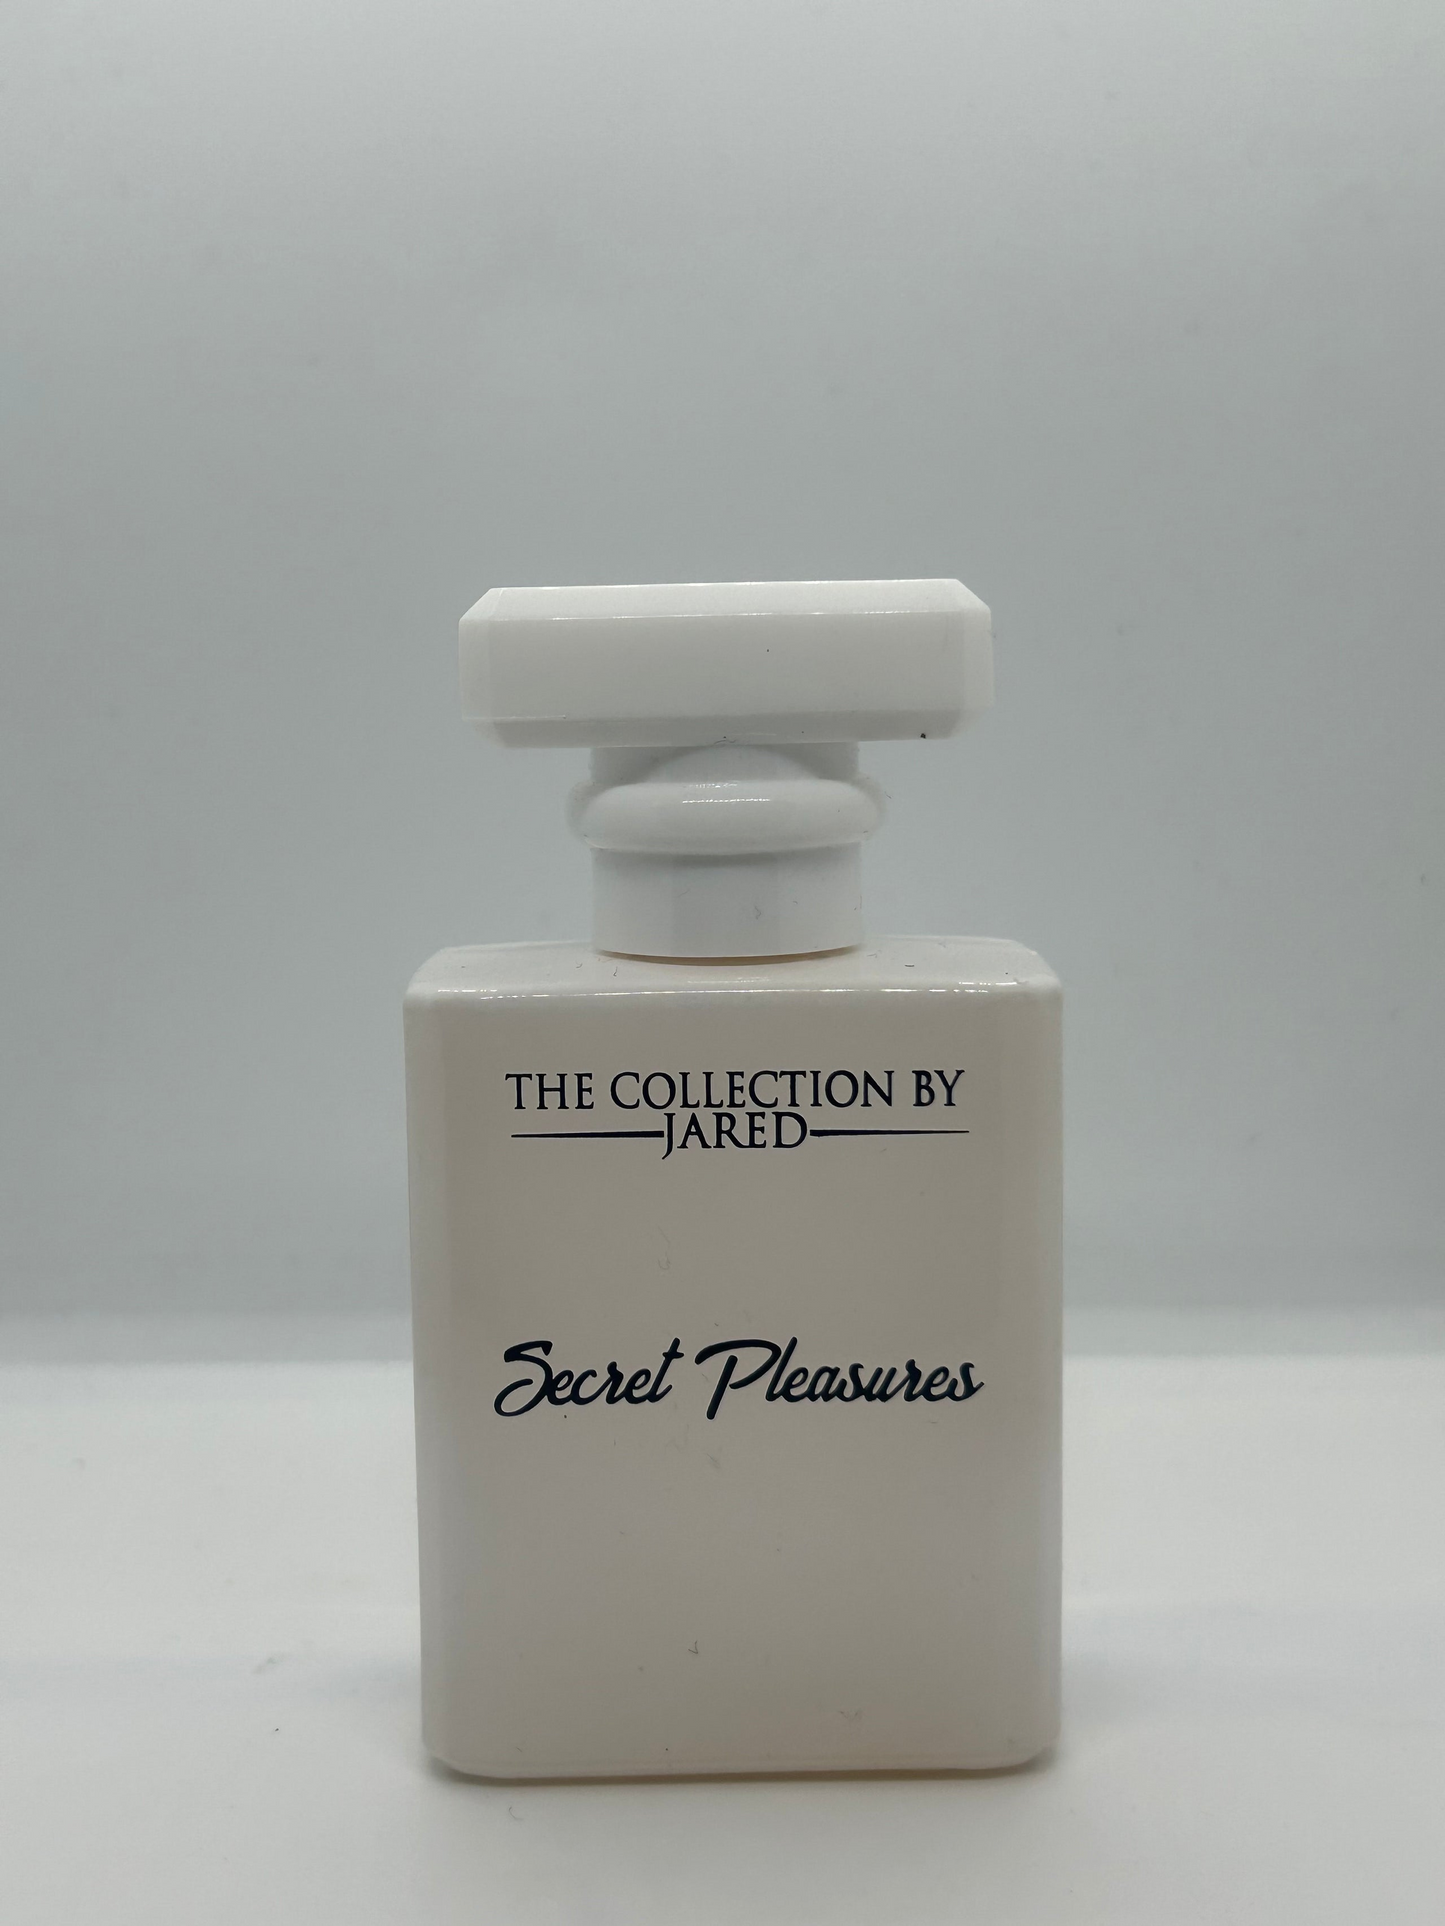 THE COLLECTION BY
JARED
Secret Pleasures